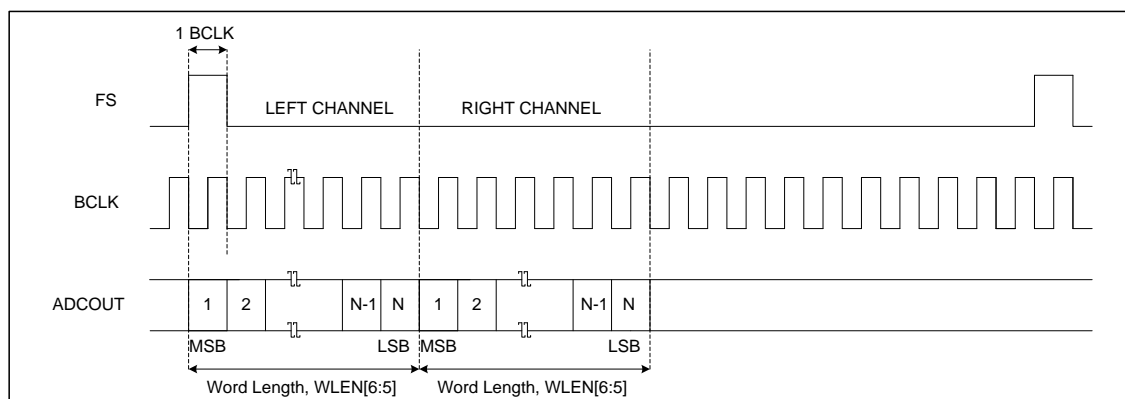 1 BCLK
FS
LEFT CHANNEL
RIGHT CHANNEL
BCLK
ADCOUT
1
2
N-1
N
1
2
N-1
N
MSB
LSB
MSB
LSB
Word Length, WLEN[6:5]
Word Length, WLEN[6:5]